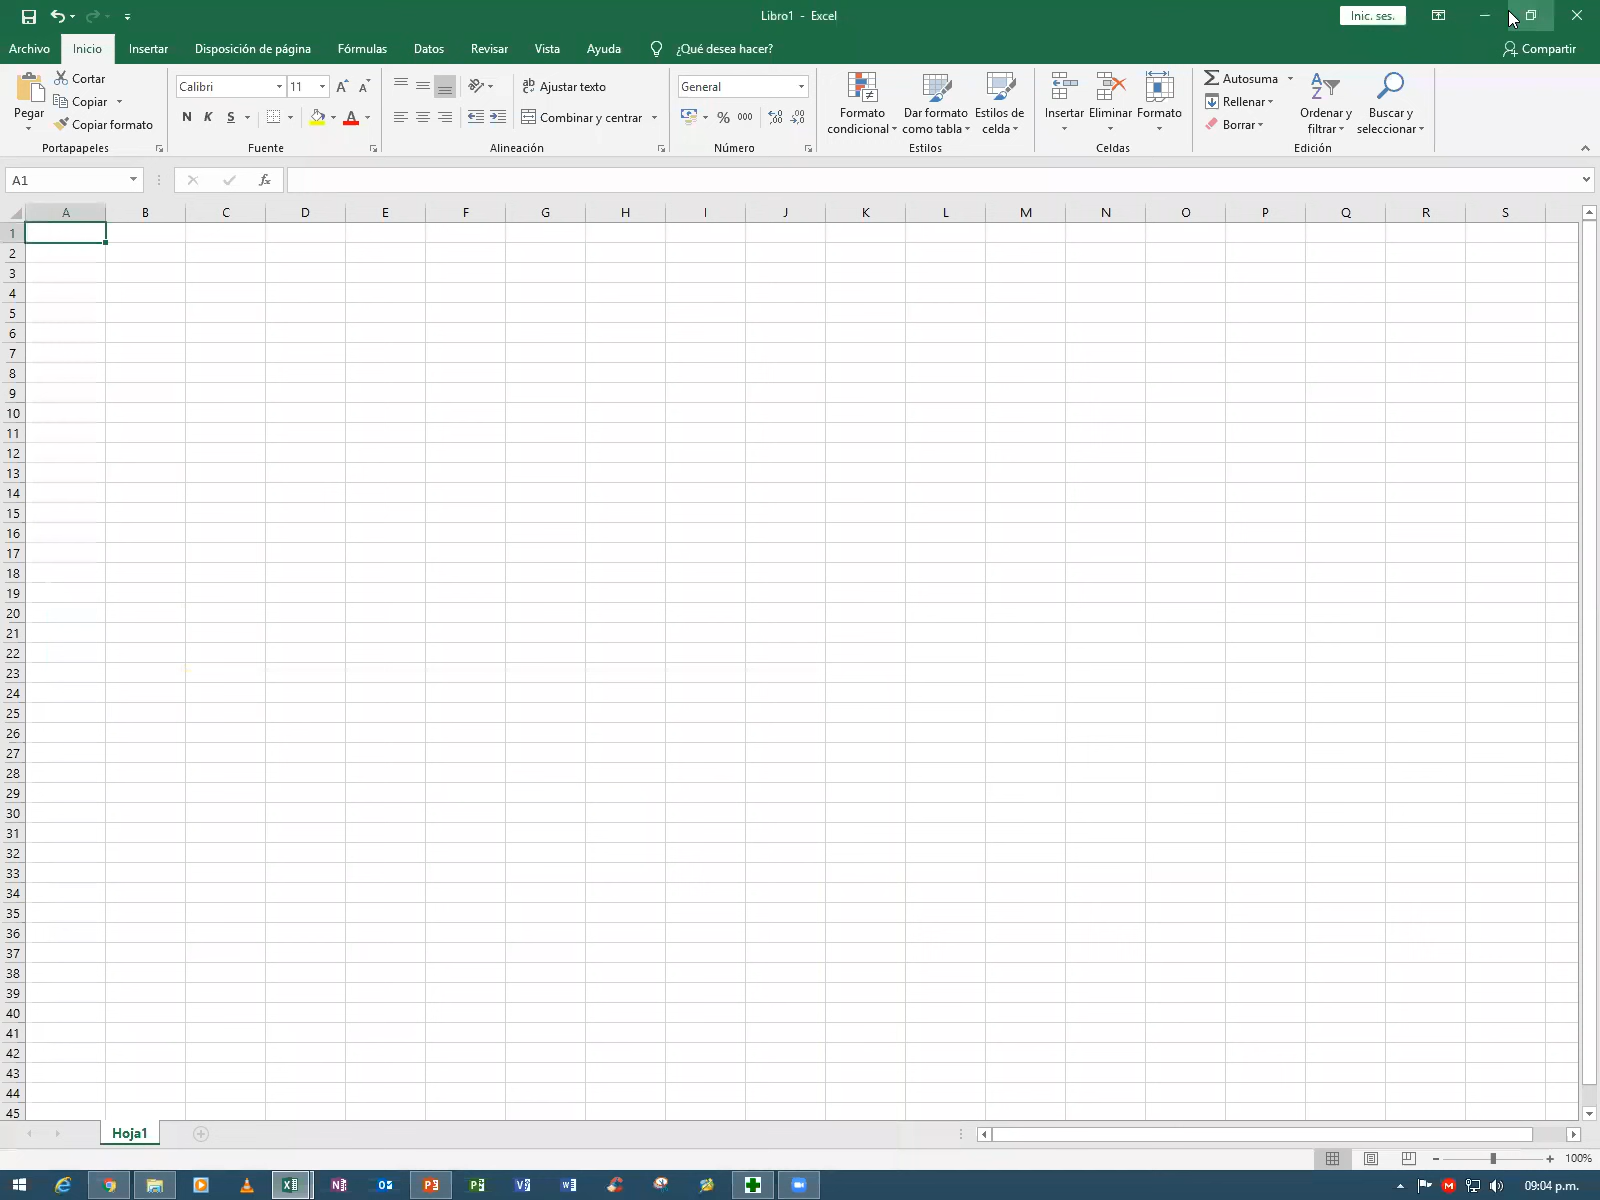 Libro1 - Excel
Inic. ses.
Archivo Inicio Insertar Disposición de página Fórmulas Datos Revisar Vista Ayuda ¿Qué desea hacer? Compartir
Pegar
Cortar
Copiar
Copiar formato
Portapapeles
Calibri 11
N K S
Fuente
Ajustar texto
Combinar y centrar
Alineación
General
% 000
Número
Formato condicional
Dar formato como tabla
Estilos de celda
Estilos
Insertar Eliminar Formato
Celdas
Autosuma
Rellenar
Borrar
Ordenar y filtrar
Buscar y seleccionar
Edición
A1
fx
A B C D E F G H I J K L M N O P Q R S
1
2
3
4
5
6
7
8
9
10
11
12
13
14
15
16
17
18
19
20
21
22
23
24
25
26
27
28
29
30
31
32
33
34
35
36
37
38
39
40
41
42
43
44
45
Hoja1
100%
09:04 p.m.